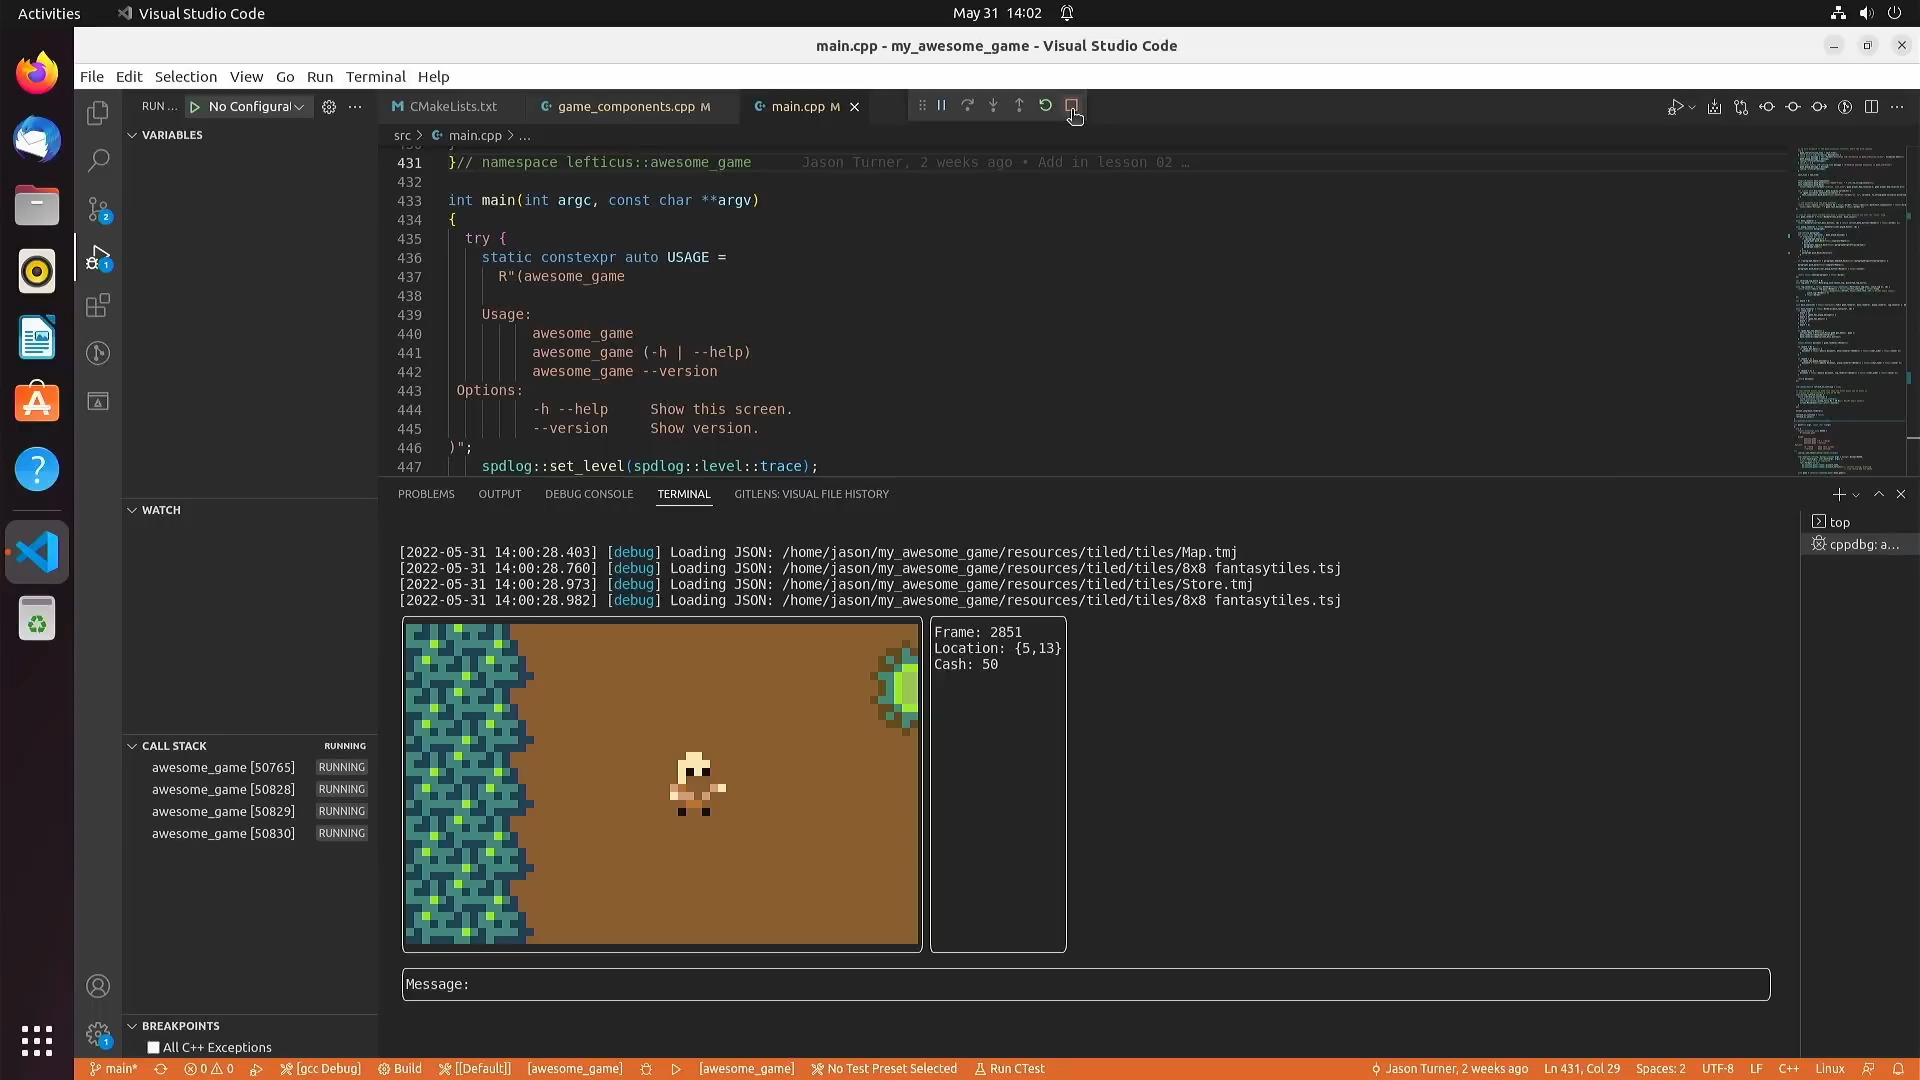 Activities
Visual Studio Code
May 31 14:02
main.cpp - my_awesome_game - Visual Studio Code
File Edit Selection View Go Run Terminal Help
RUN ...
No Configura
CMakeLists.txt
game_components.cpp M
main.cpp M
src > main.cpp > ...
VARIABLES
431 }// namespace lefticus::awesome_game Jason Turner, 2 weeks ago • Add in lesson 02 …
432
433 int main(int argc, const char **argv)
434 {
435 try {
436 static constexpr auto USAGE =
437 R"(awesome_game
438
439 Usage:
440 awesome_game
441 awesome_game (-h | --help)
442 awesome_game --version
443 Options:
444 -h --help Show this screen.
445 --version Show version.
446 )";
447 spdlog::set_level(spdlog::level::trace);
2
1
WATCH
CALL STACK RUNNING
awesome_game [50765] RUNNING
awesome_game [50828] RUNNING
awesome_game [50829] RUNNING
awesome_game [50830] RUNNING
BREAKPOINTS
All C++ Exceptions
1
PROBLEMS OUTPUT DEBUG CONSOLE TERMINAL GITLENS: VISUAL FILE HISTORY
top
cppdbg: a...
[2022-05-31 14:00:28.403] [debug] Loading JSON: /home/jason/my_awesome_game/resources/tiled/tiles/Map.tmj
[2022-05-31 14:00:28.760] [debug] Loading JSON: /home/jason/my_awesome_game/resources/tiled/tiles/8x8 fantasytiles.tsj
[2022-05-31 14:00:28.973] [debug] Loading JSON: /home/jason/my_awesome_game/resources/tiled/tiles/Store.tmj
[2022-05-31 14:00:28.982] [debug] Loading JSON: /home/jason/my_awesome_game/resources/tiled/tiles/8x8 fantasytiles.tsj
Frame: 2851
Location: {5,13}
Cash: 50
Message:
main* 0 0 [gcc Debug] Build [[Default]] [awesome_game] [awesome_game] No Test Preset Selected Run CTest Jason Turner, 2 weeks ago Ln 431, Col 29 Spaces: 2 UTF-8 LF C++ Linux